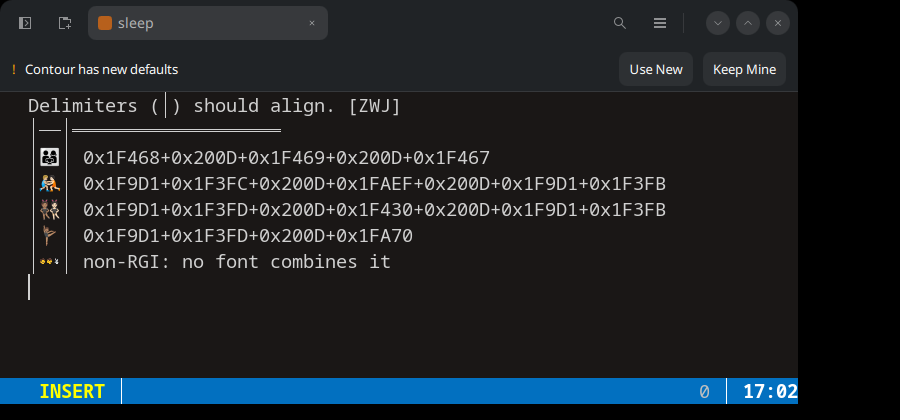 sleep ×
! Contour has new defaults Use New Keep Mine
Delimiters (│) should align. [ZWJ]
│──│═══════════════════
│👨‍👩‍👧│ 0x1F468+0x200D+0x1F469+0x200D+0x1F467
│🧑🏼‍🫯‍🧑🏻│ 0x1F9D1+0x1F3FC+0x200D+0x1FAEF+0x200D+0x1F9D1+0x1F3FB
│🧑🏽‍🐰‍🧑🏻│ 0x1F9D1+0x1F3FD+0x200D+0x1F430+0x200D+0x1F9D1+0x1F3FB
│🧑🏽‍🩰│ 0x1F9D1+0x1F3FD+0x200D+0x1FA70
│ │ non-RGI: no font combines it
INSERT │ 0 │ 17:02